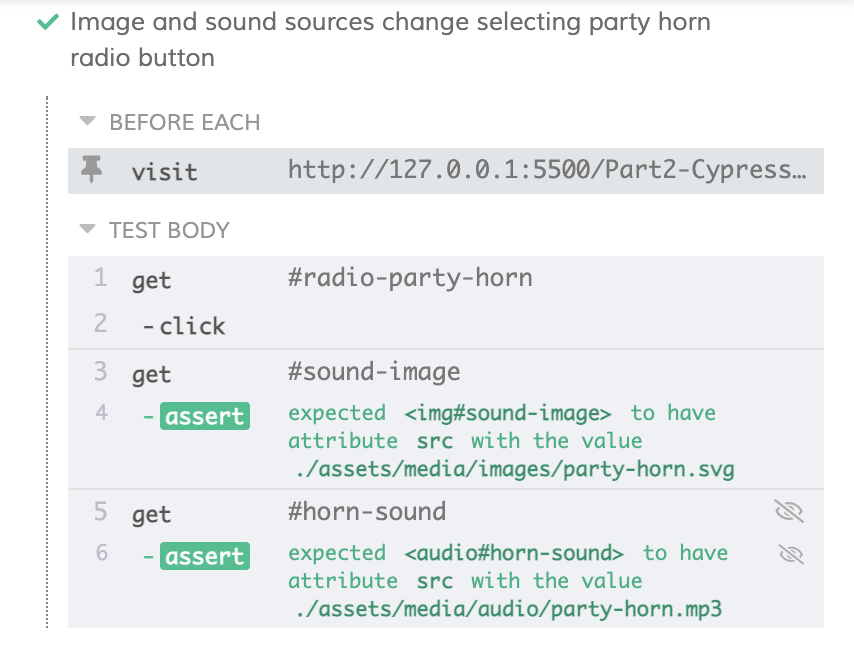 Image and sound sources change selecting party horn
radio button
BEFORE EACH
visit http://127.0.0.1:5500/Part2-Cypress…
TEST BODY
1 get #radio-party-horn
2 -click
3 get #sound-image
4 -assert expected <img#sound-image> to have
attribute src with the value
./assets/media/images/party-horn.svg
5 get #horn-sound
6 -assert expected <audio#horn-sound> to have
attribute src with the value
./assets/media/audio/party-horn.mp3